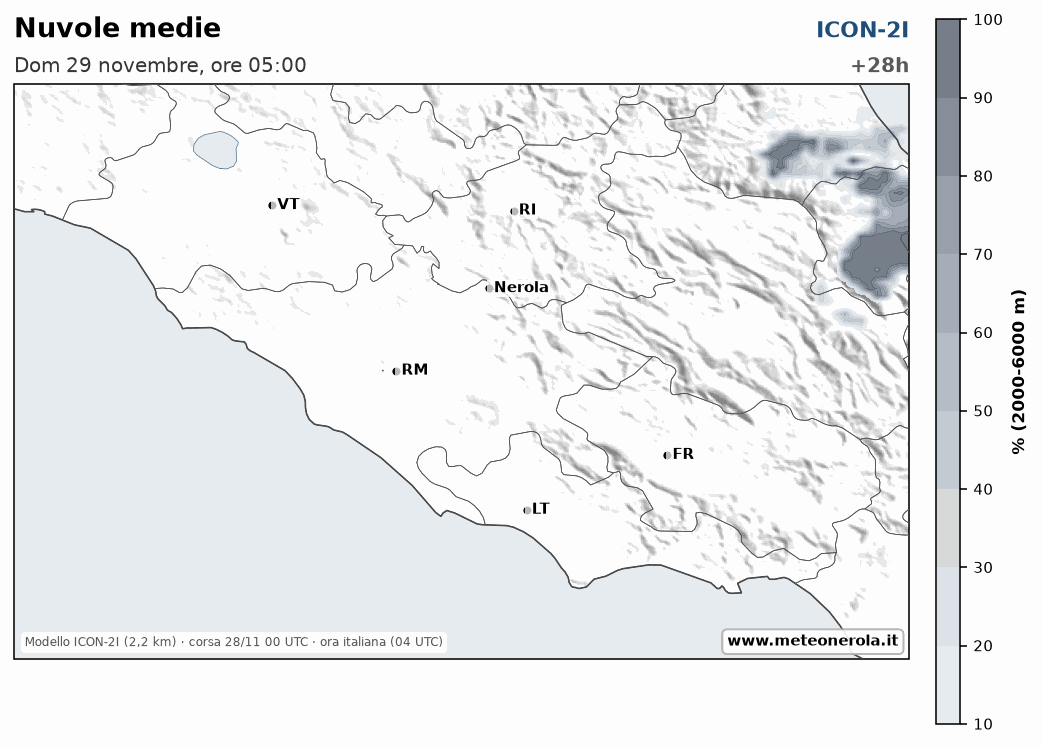 Nuvole medie
ICON-2I
Dom 29 novembre, ore 05:00
+28h
VT
RI
Nerola
RM
FR
LT
Modello ICON-2I (2,2 km) · corsa 28/11 00 UTC · ora italiana (04 UTC)
www.meteonerola.it
100
90
80
70
60
50
40
30
20
10
% (2000-6000 m)